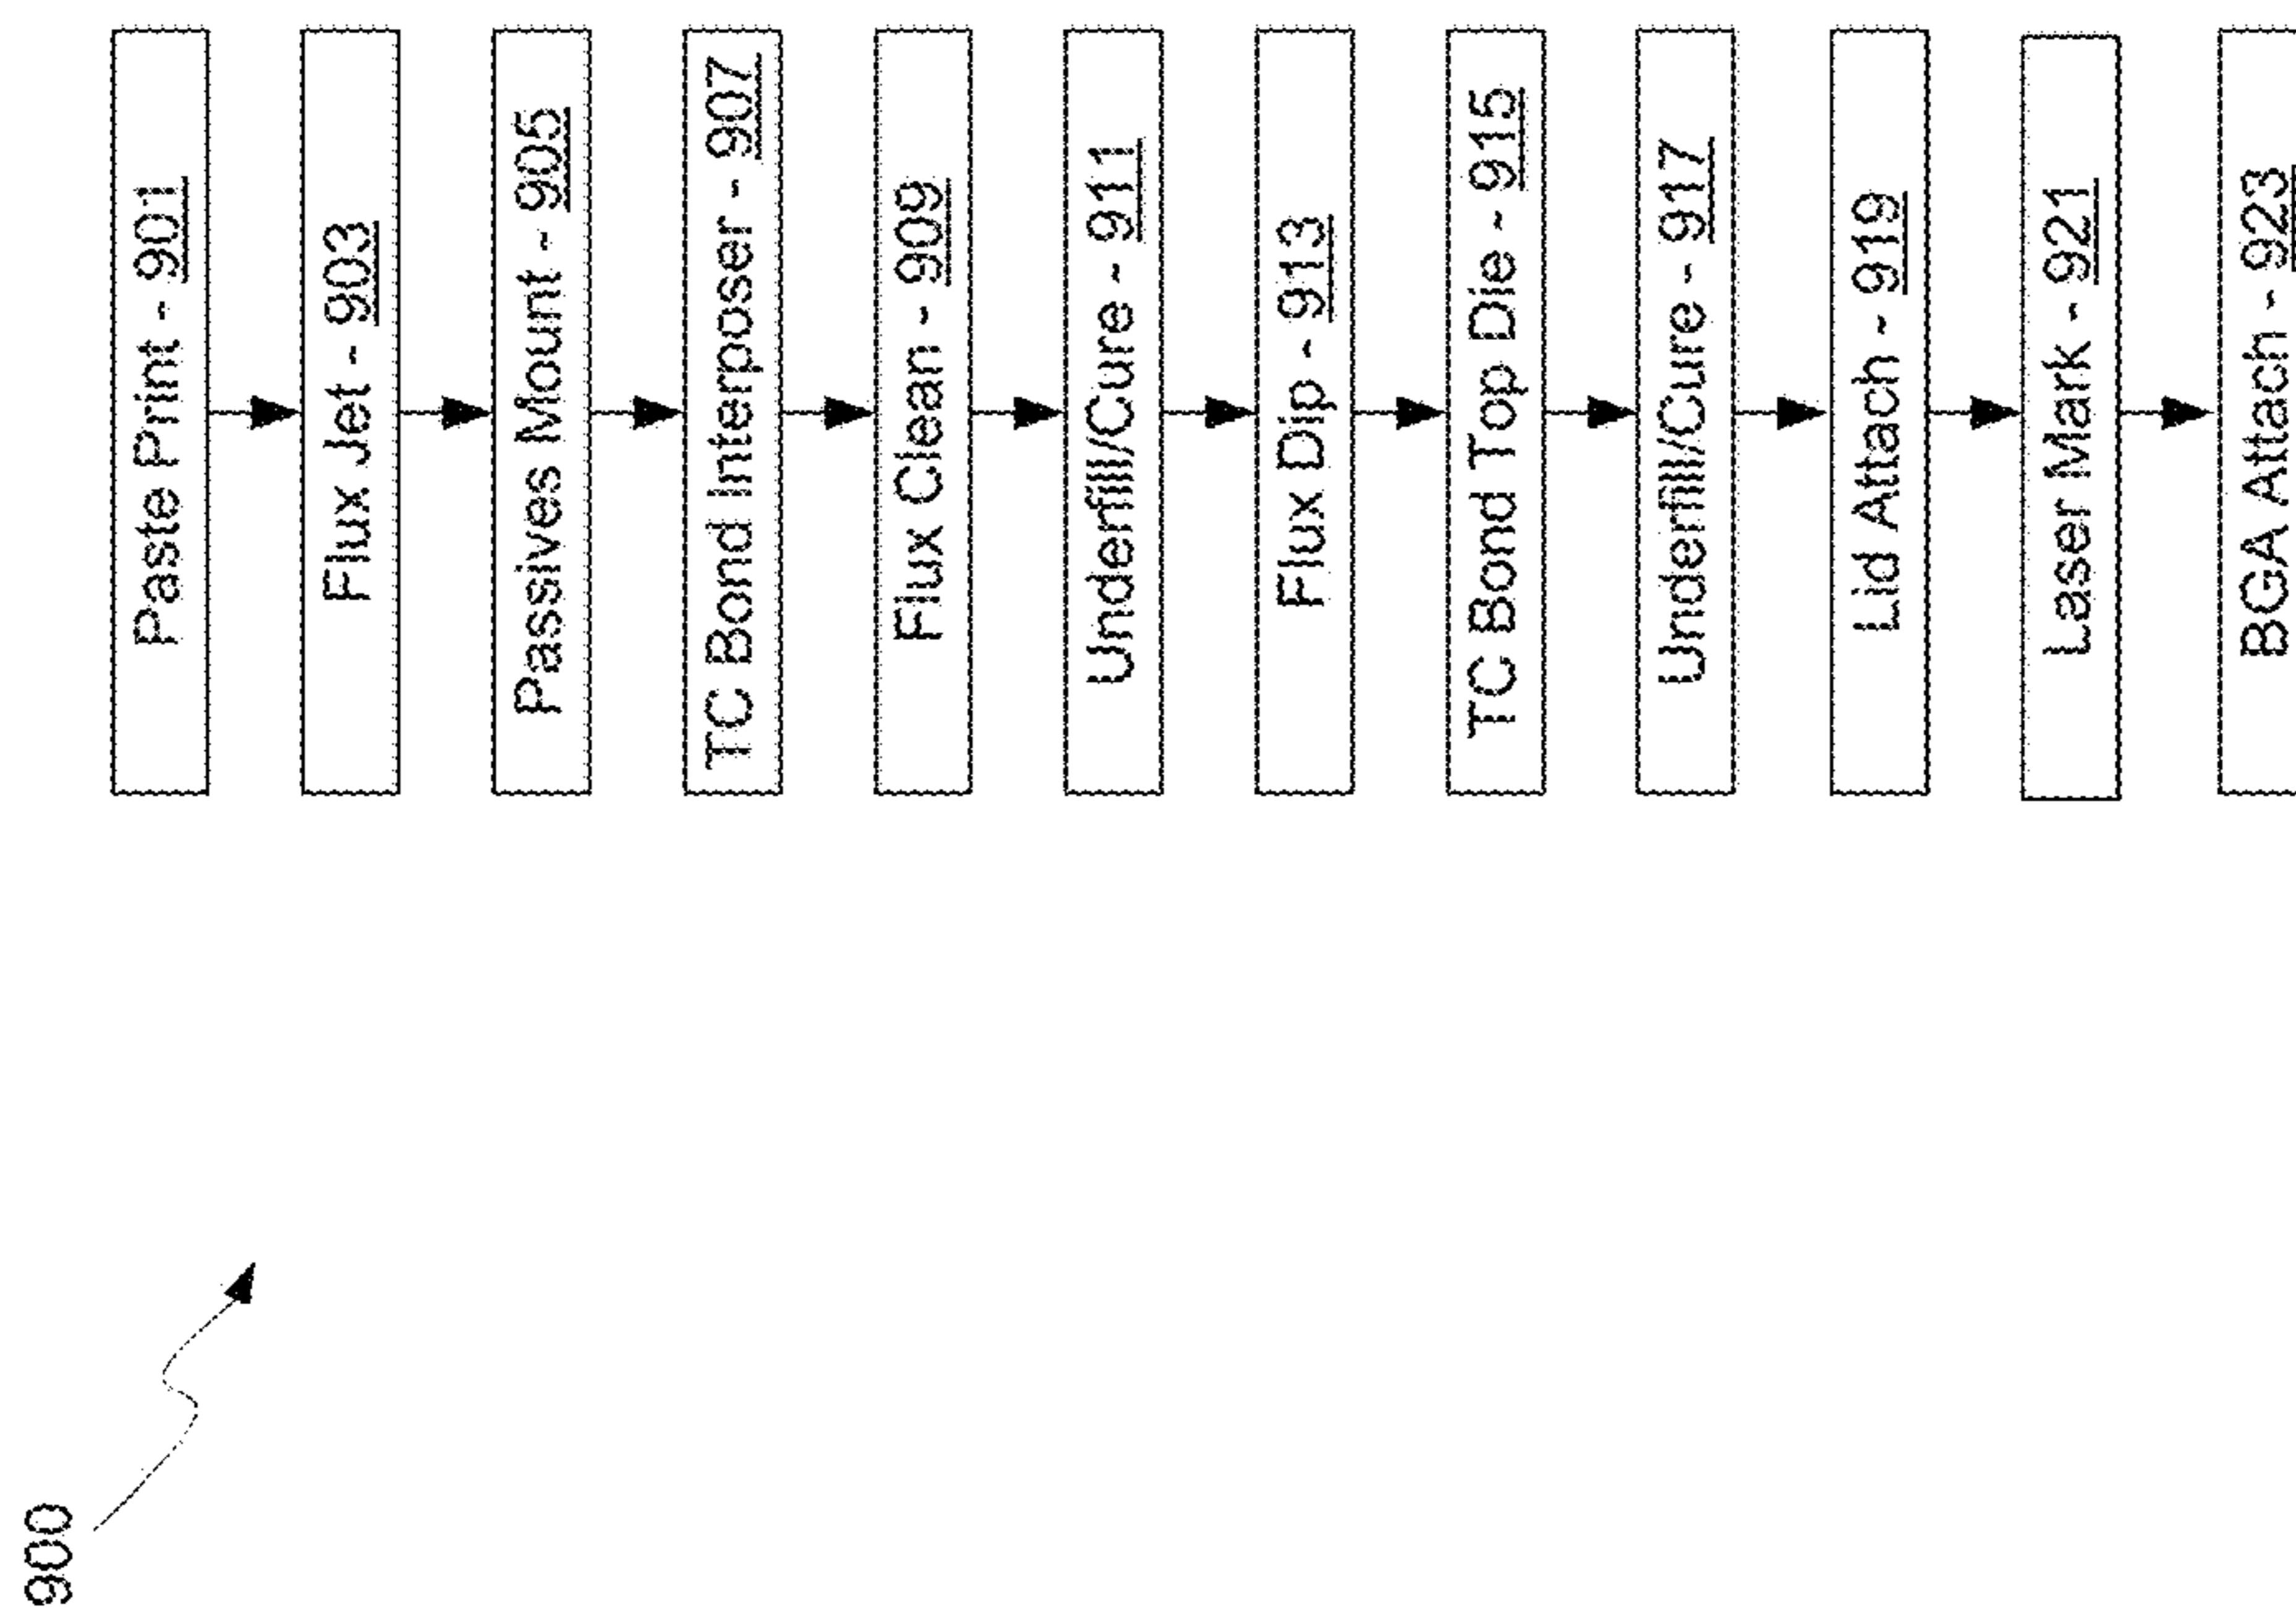 900
Paste Print - 901
Flux Jet - 903
Passives Mount - 905
TC Bond Interposer - 907
Flux Clean - 909
Underfill/Cure - 911
Flux Dip - 913
TC Bond Top Die - 915
Underfill/Cure - 917
Lid Attach - 919
Laser Mark - 921
BGA Attach - 923